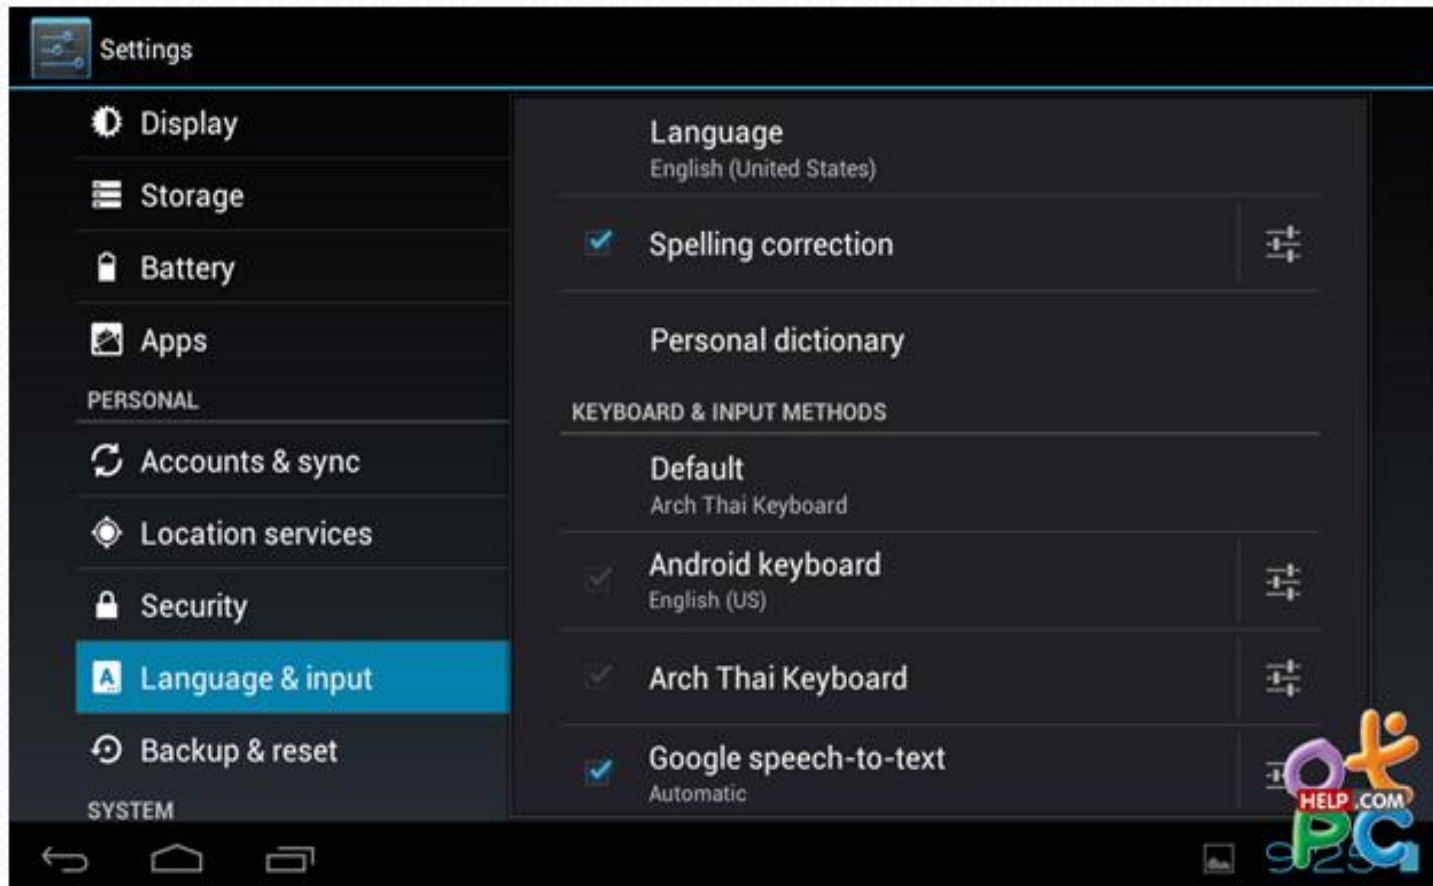 Settings
Display
Storage
Battery
Apps
PERSONAL
Accounts & sync
Location services
Security
Language & input
Backup & reset
SYSTEM
Language
English (United States)
Spelling correction
Personal dictionary
KEYBOARD & INPUT METHODS
Default
Arch Thai Keyboard
Android keyboard
English (US)
Arch Thai Keyboard
Google speech-to-text
Automatic
HELP.COM
PC
9:25